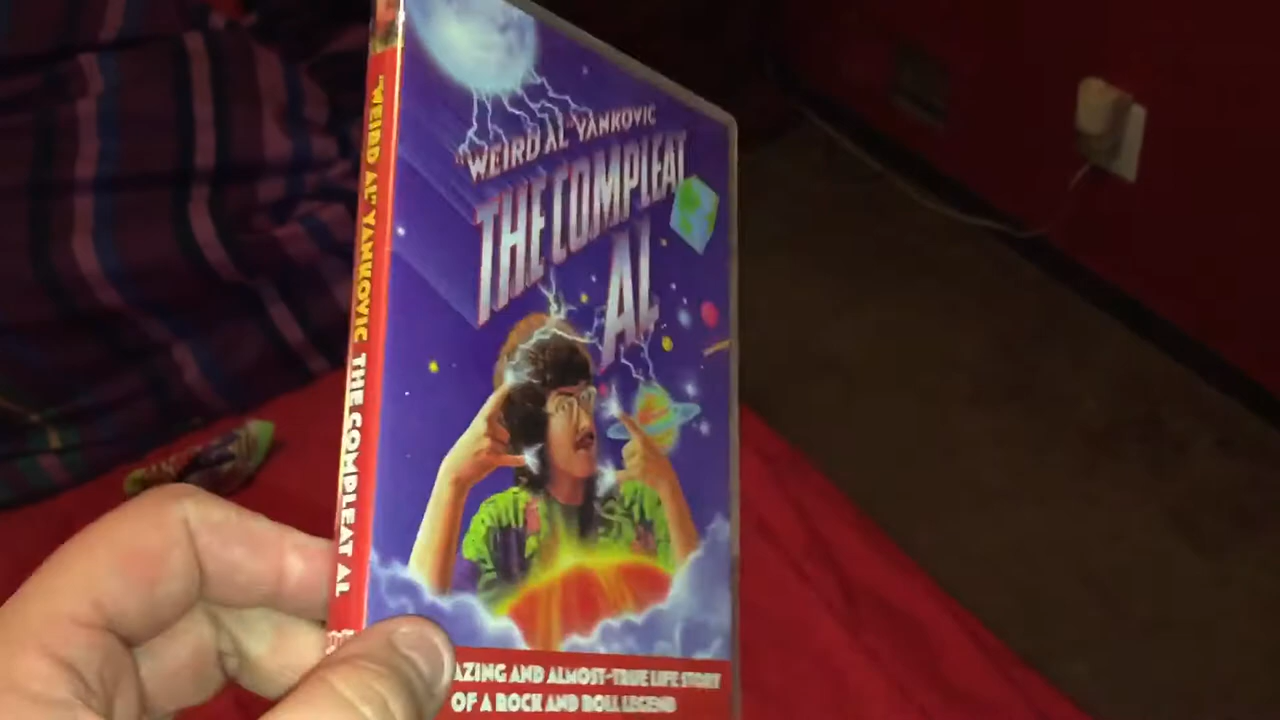 "WEIRD AL" YANKOVIC THE COMPLEAT AL
"WEIRD AL" YANKOVIC
THE COMPLEAT
AL
AZING AND ALMOST-TRUE LIFE STORY
OF A ROCK AND ROLL LEGEND